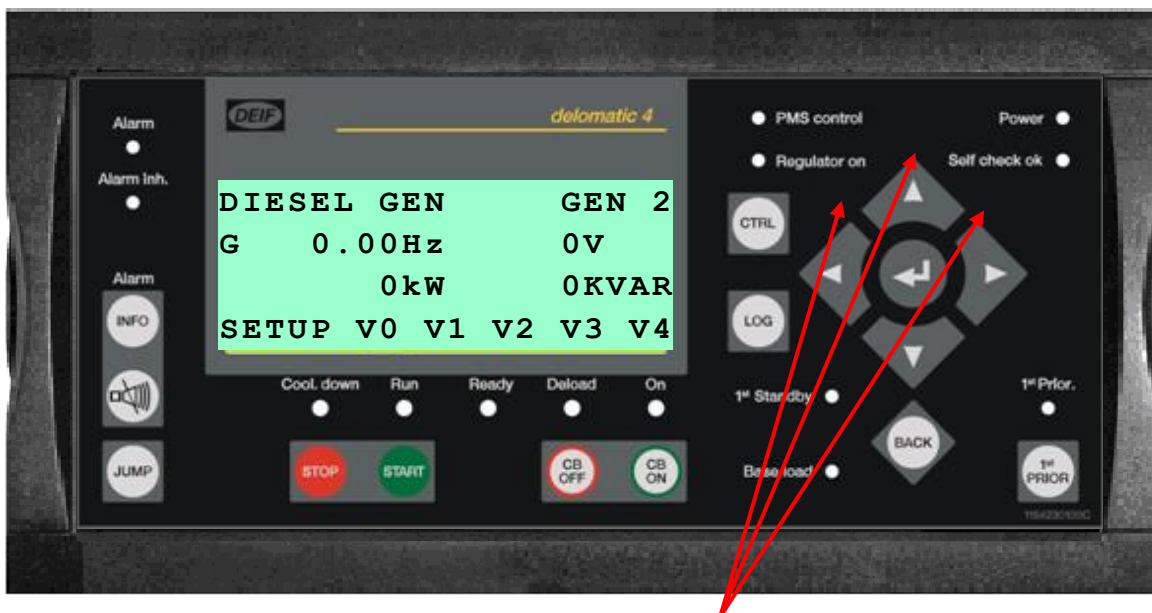 DEIF
delomatic 4
Alarm
Alarm Inh.
DIESEL GEN GEN 2
G 0.00Hz 0V
0kW 0KVAR
SETUP V0 V1 V2 V3 V4
PMS control
Power
Regulator on
Self check ok
CTRL
LOG
Alarm
INFO
JUMP
Cool. down Run Ready Deload On
STOP START CB OFF CB ON
1st Standby
Base load
BACK
1st Prior.
1st PRIOR